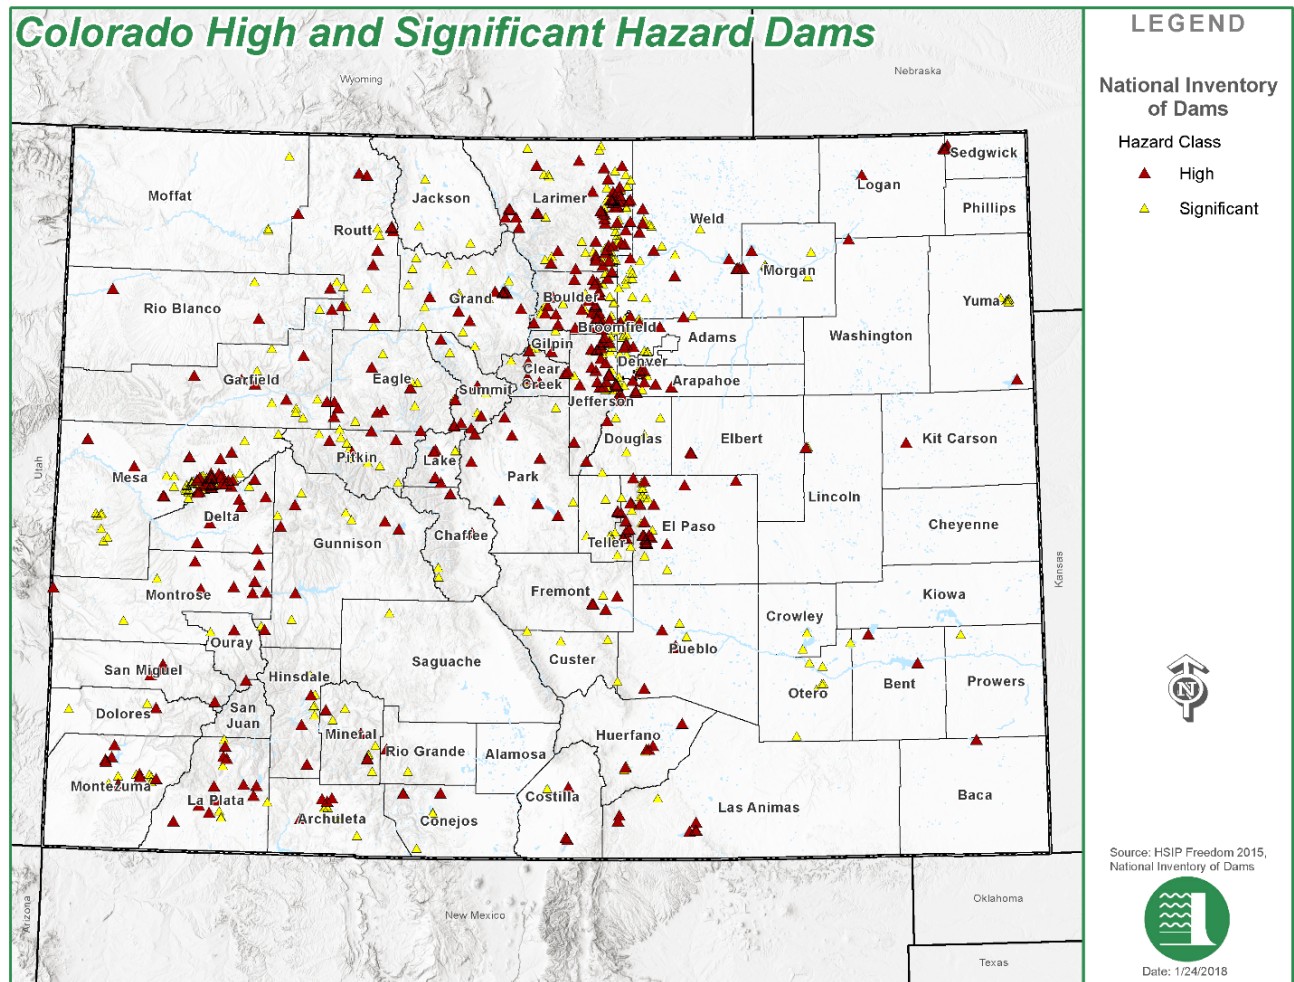 Colorado High and Significant Hazard Dams
LEGEND
National Inventory
of Dams
Hazard Class
High
Significant
Wyoming
Nebraska
Moffat
Jackson
Larimer
Routt
Weld
Logan
Sedgwick
Phillips
Rio Blanco
Grand
Boulder
Broomfield
Morgan
Washington
Yuma
Gilpin
Adams
Garfield
Eagle
Summit
Clear
Creek
Denver
Arapahoe
Jefferson
Utah
Mesa
Pitkin
Lake
Park
Douglas
Elbert
Lincoln
Kit Carson
Delta
Gunnison
Chaffee
Teller
El Paso
Cheyenne
Kansas
Montrose
Fremont
Crowley
Kiowa
Ouray
San Miguel
Hinsdale
Saguache
Custer
Pueblo
Otero
Bent
Prowers
Dolores
San
Juan
Mineral
Rio Grande
Alamosa
Huerfano
Montezuma
La Plata
Archuleta
Conejos
Costilla
Las Animas
Baca
N
Arizona
New Mexico
Oklahoma
Texas
Source: HSIP Freedom 2015,
National Inventory of Dams
Date: 1/24/2018